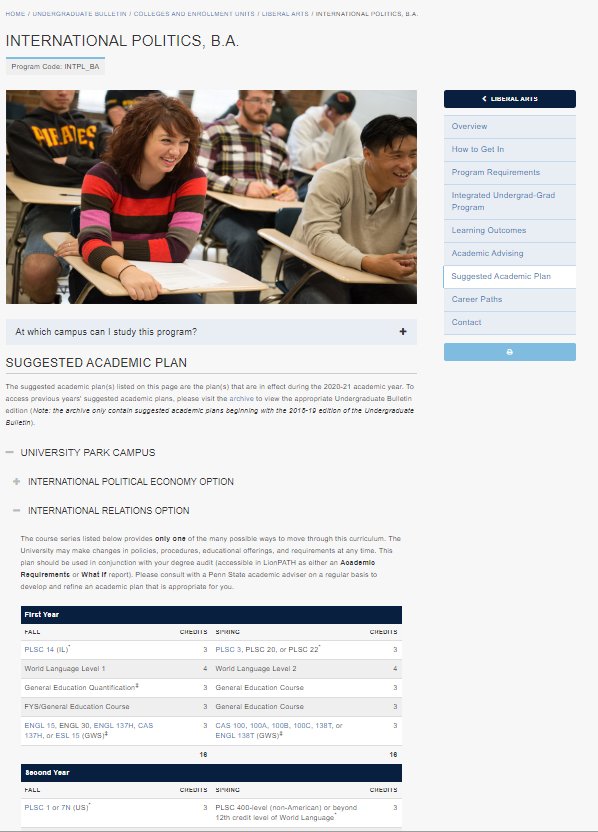 HOME / UNDERGRADUATE BULLETIN / COLLEGES AND ENROLLMENT UNITS / LIBERAL ARTS / INTERNATIONAL POLITICS, B.A.
INTERNATIONAL POLITICS, B.A.
Program Code: INTPL_BA
PIRATES
LIBERAL ARTS
Overview
How to Get In
Program Requirements
Integrated Undergrad-Grad
Program
Learning Outcomes
Academic Advising
Suggested Academic Plan
Career Paths
Contact
At which campus can I study this program? +
SUGGESTED ACADEMIC PLAN
The suggested academic plan(s) listed on this page are the plan(s) that are in effect during the 2020-21 academic year. To
access previous years' suggested academic plans, please visit the archive to view the appropriate Undergraduate Bulletin
edition (Note: the archive only contain suggested academic plans beginning with the 2018-19 edition of the Undergraduate
Bulletin).
UNIVERSITY PARK CAMPUS
INTERNATIONAL POLITICAL ECONOMY OPTION
INTERNATIONAL RELATIONS OPTION
The course series listed below provides only one of the many possible ways to move through this curriculum. The
University may make changes in policies, procedures, educational offerings, and requirements at any time. This
plan should be used in conjunction with your degree audit (accessible in LionPATH as either an Academic
Requirements or What If report). Please consult with a Penn State academic adviser on a regular basis to
develop and refine an academic plan that is appropriate for you.
First Year
FALL CREDITS SPRING CREDITS
PLSC 14 (IL)* 3 PLSC 3, PLSC 20, or PLSC 22* 3
World Language Level 1 4 World Language Level 2 4
General Education Quantification‡ 3 General Education Course 3
FYS/General Education Course 3 General Education Course 3
ENGL 15, ENGL 30, ENGL 137H, CAS 3 CAS 100, 100A, 100B, 100C, 138T, or 3
137H, or ESL 15 (GWS)‡ ENGL 138T (GWS)‡
16 16
Second Year
FALL CREDITS SPRING CREDITS
PLSC 1 or 7N (US)* 3 PLSC 400-level (non-American) or beyond 3
12th credit level of World Language*